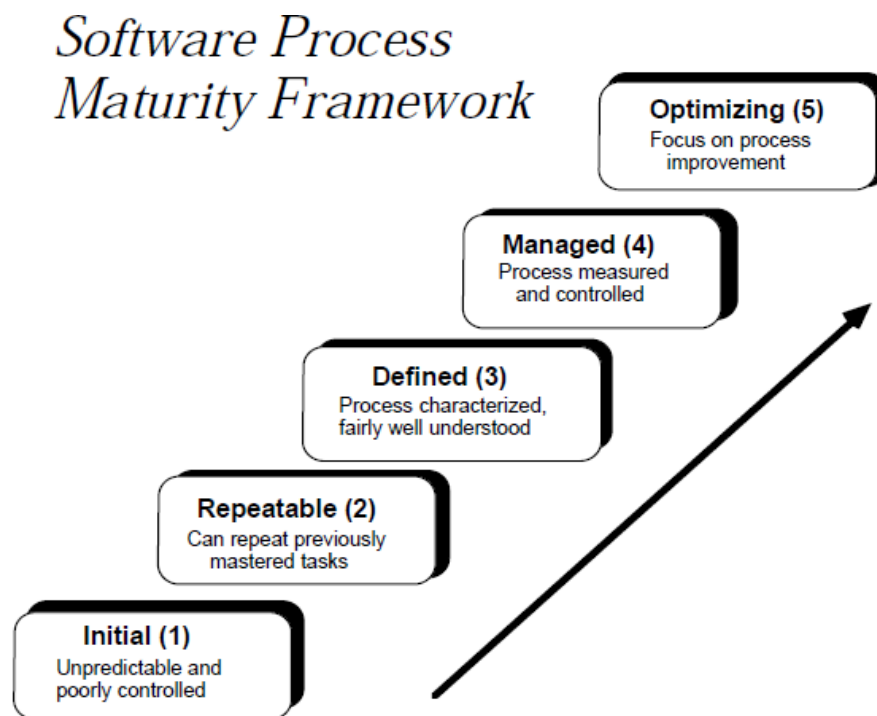 Software Process
Maturity Framework
Optimizing (5)
Focus on process
improvement
Managed (4)
Process measured
and controlled
Defined (3)
Process characterized,
fairly well understood
Repeatable (2)
Can repeat previously
mastered tasks
Initial (1)
Unpredictable and
poorly controlled